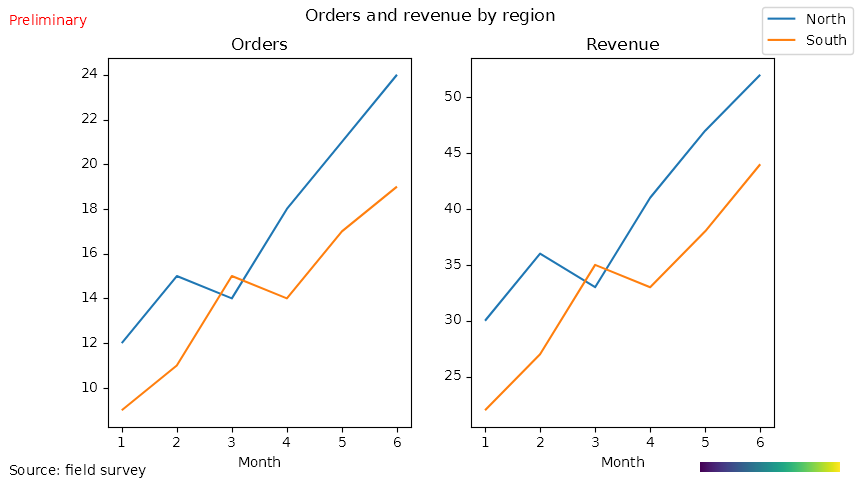 Preliminary
Orders and revenue by region
North
South
Orders
24
22
20
18
16
14
12
10
1 2 3 4 5 6
Month
Revenue
50
45
40
35
30
25
1 2 3 4 5 6
Month
Source: field survey